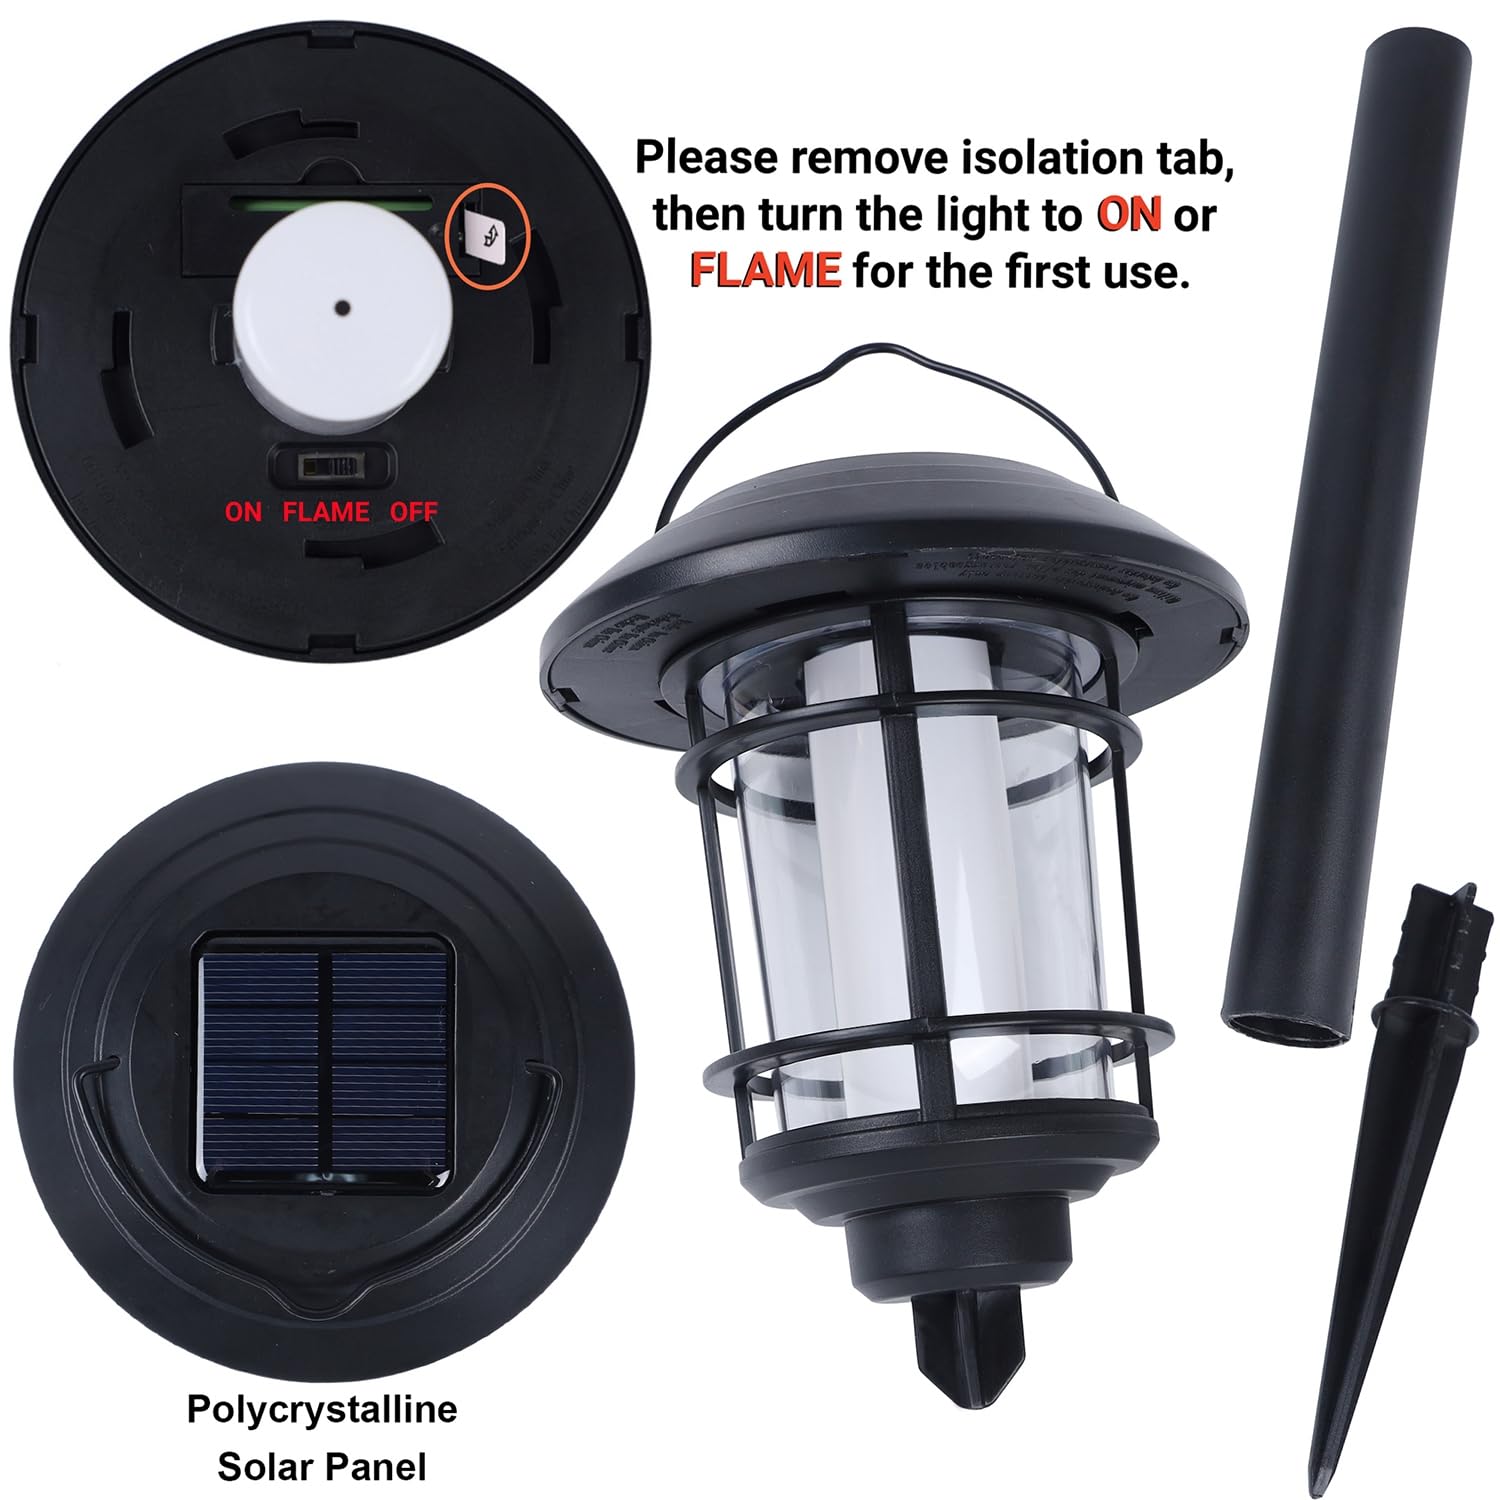 Please remove isolation tab,
then turn the light to ON or
FLAME for the first use.
ON FLAME OFF
Polycrystalline
Solar Panel